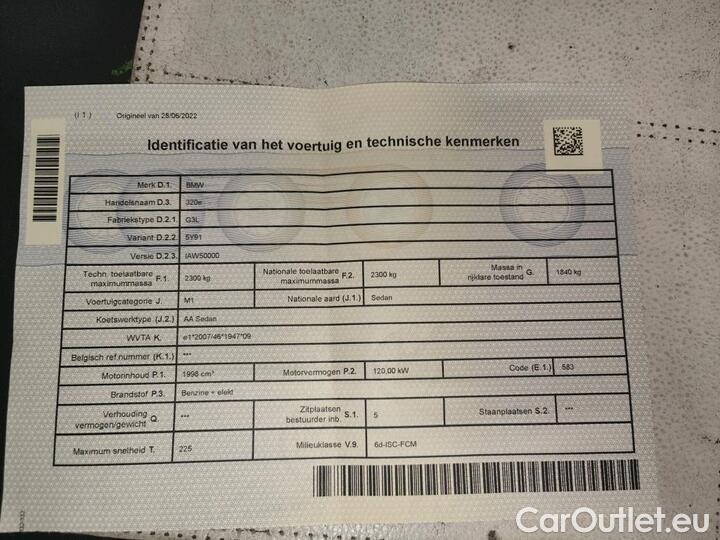 (I 1) Origineel van 28/06/2022
Identificatie van het voertuig en technische kenmerken
Merk D.1. BMW
Handelsnaam D.3. 320e
Fabriekstype D.2.1. G3L
Variant D.2.2. 5Y91
Versie D.2.3. IAW50000
Techn. toelaatbare maximummassa F.1. 2300 kg Nationale toelaatbare maximummassa F.2. 2300 kg Massa in rijklare toestand G. 1840 kg
Voertuigcategorie J. M1 Nationale aard (J.1.) Sedan
Koetswerktype (J.2.) AA Sedan
WVTA K. e1*2007/46*1947*09
Belgisch ref.nummer (K.1.) ***
Motorinhoud P.1. 1998 cm³ Motorvermogen P.2. 120,00 kW Code (E.1.) 583
Brandstof P.3. Benzine + elekt
Verhouding vermogen/gewicht Q. *** Zitplaatsen bestuurder inb. S.1. 5 Staanplaatsen S.2. ***
Maximum snelheid T. 225 Milieuklasse V.9. 6d-ISC-FCM
CarOutlet.eu